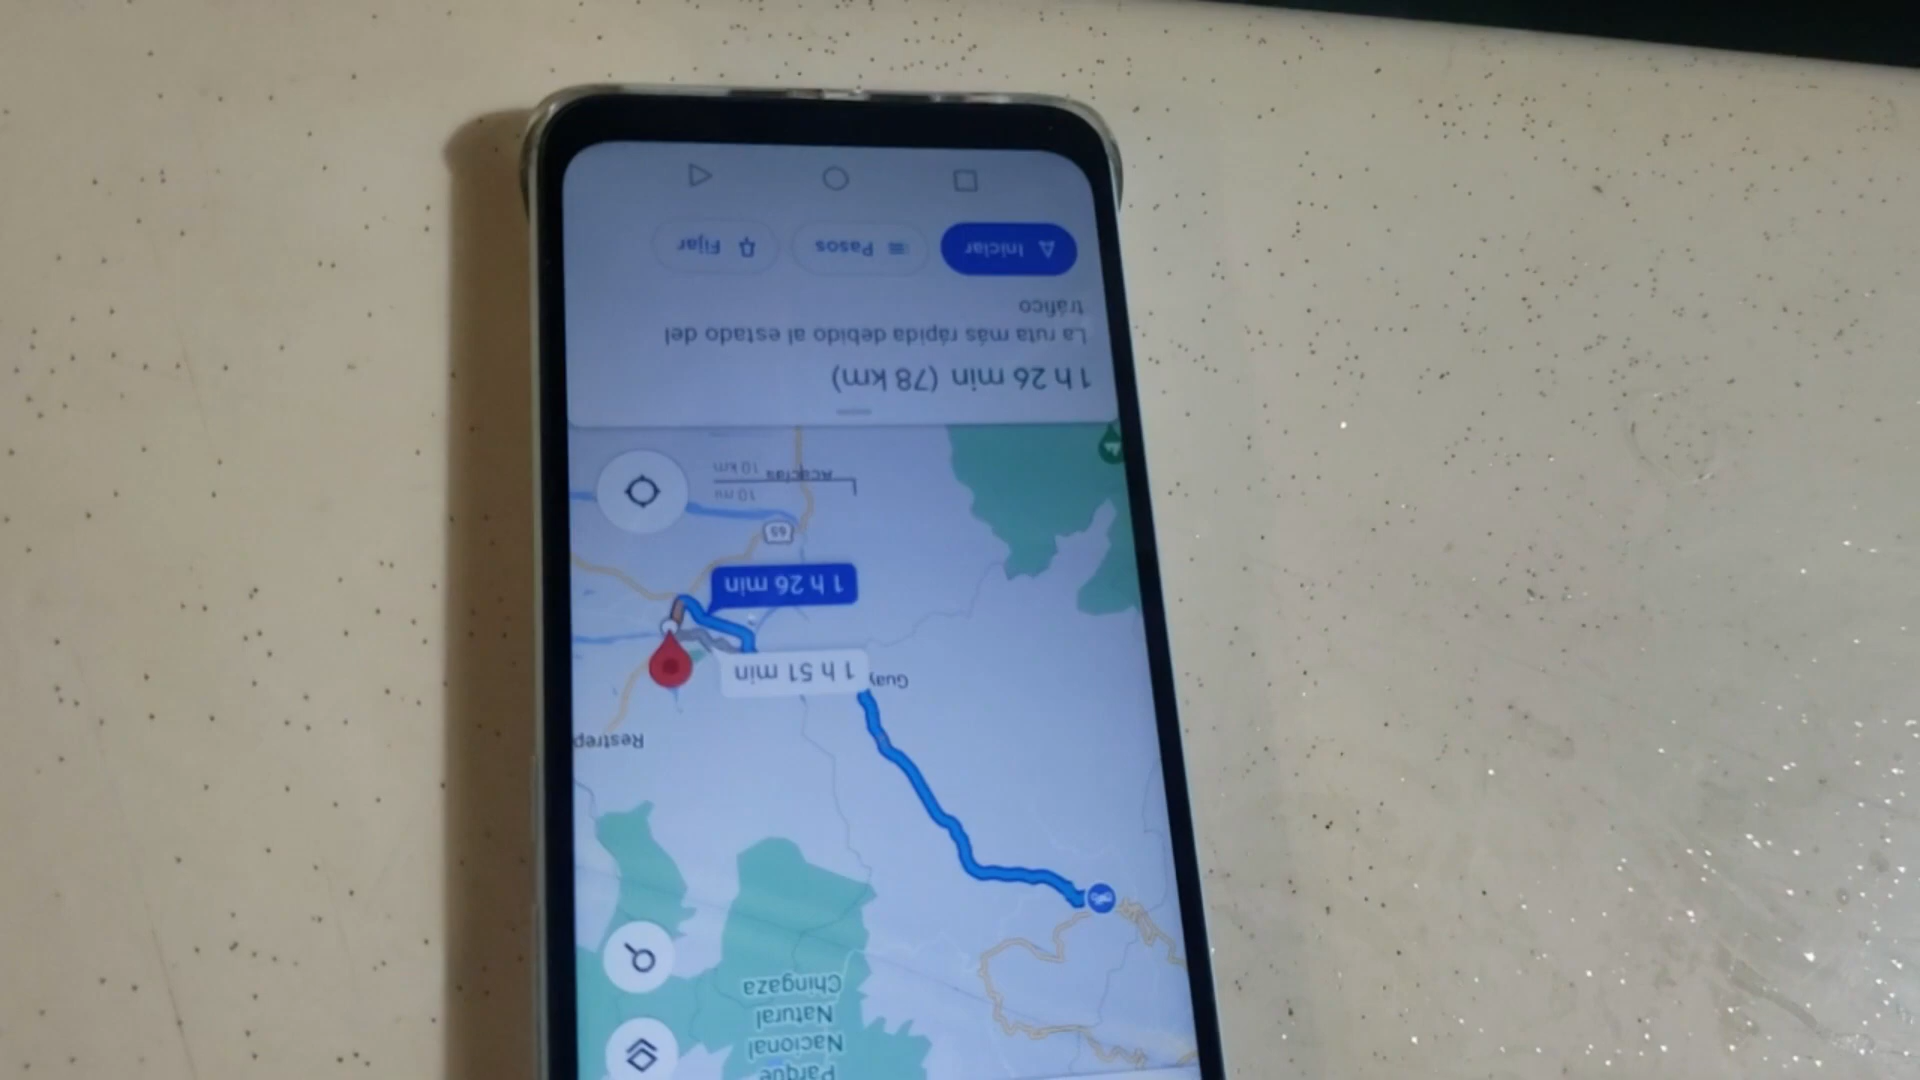 Parque
Nacional
Natural
Chingaza
Restrep
Guay
1 h 51 min
1 h 26 min
65
10 mi
10 km
Acacías
1 h 26 min (78 km)
La ruta más rápida debido al estado del
tráfico
Iniciar
Pasos
Fijar